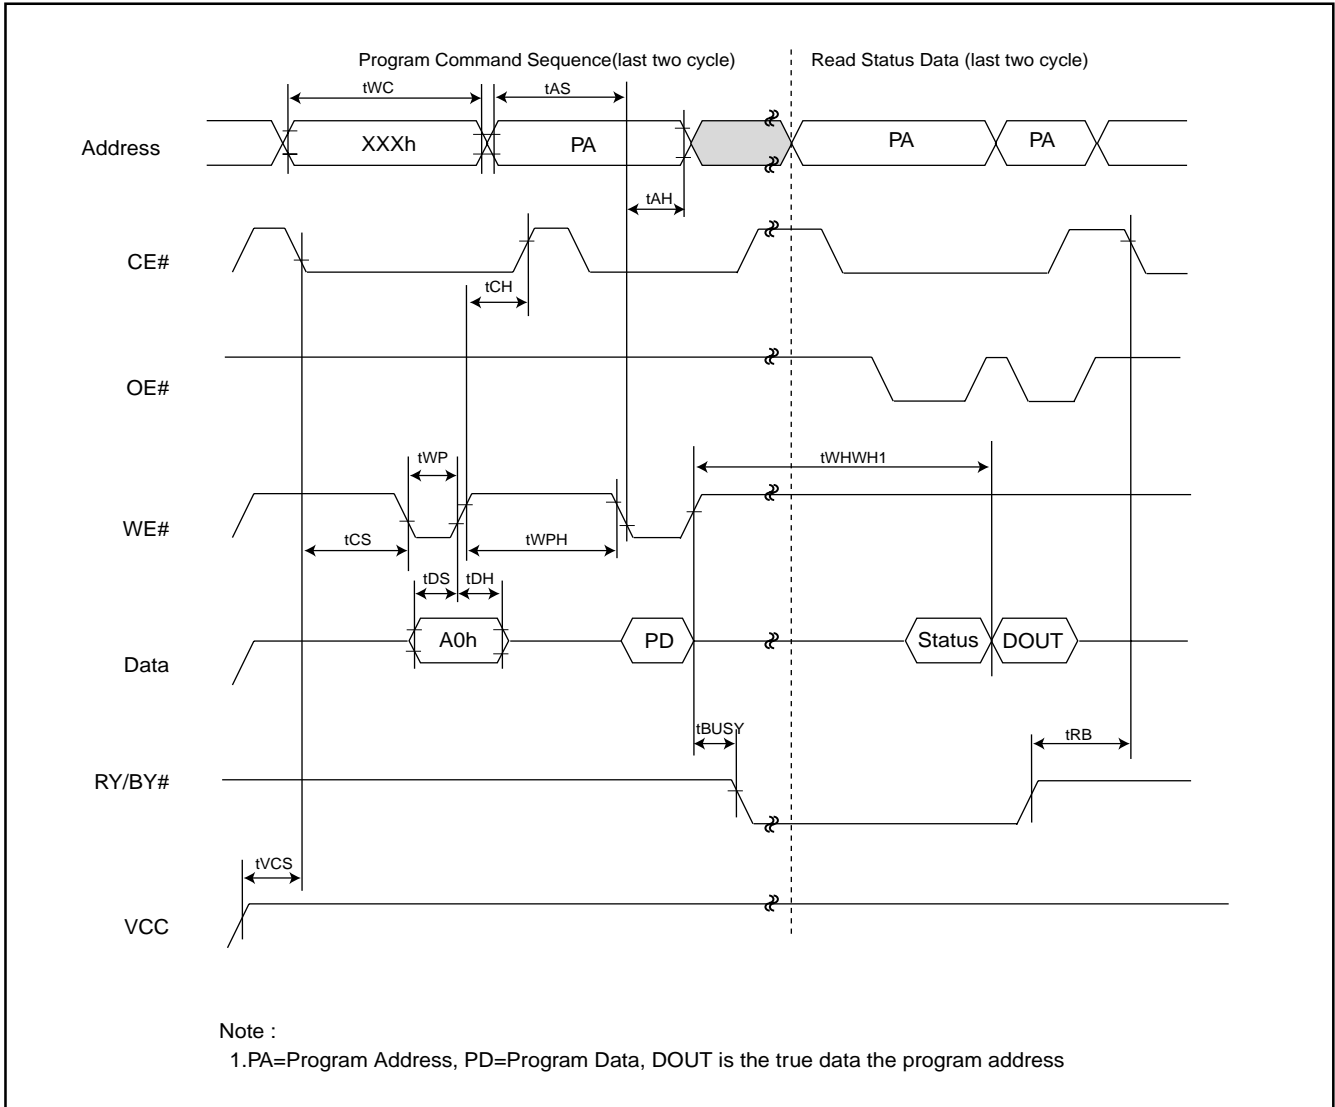 Program Command Sequence(last two cycle)
Read Status Data (last two cycle)
tWC
tAS
Address
XXXh
PA
PA
PA
tAH
CE#
tCH
OE#
tWP
tWHWH1
WE#
tCS
tWPH
tDS
tDH
A0h
PD
Status
DOUT
Data
tBUSY
tRB
RY/BY#
tVCS
VCC
Note :
1.PA=Program Address, PD=Program Data, DOUT is the true data the program address